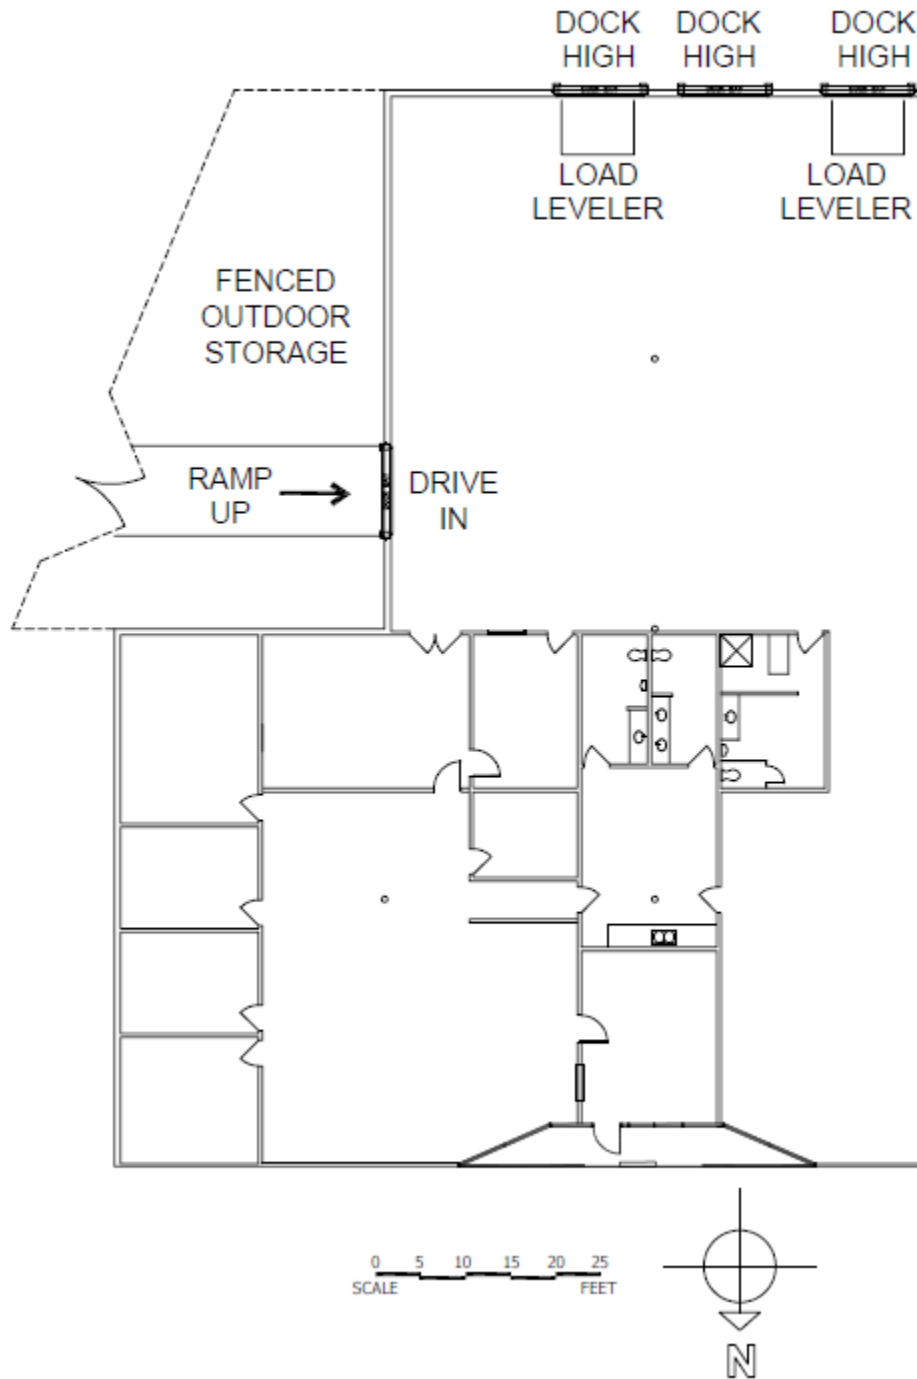 DOCK
HIGH
DOCK
HIGH
DOCK
HIGH
LOAD
LEVELER
LOAD
LEVELER
FENCED
OUTDOOR
STORAGE
RAMP
UP
DRIVE
IN
0 5 10 15 20 25
SCALE FEET
N